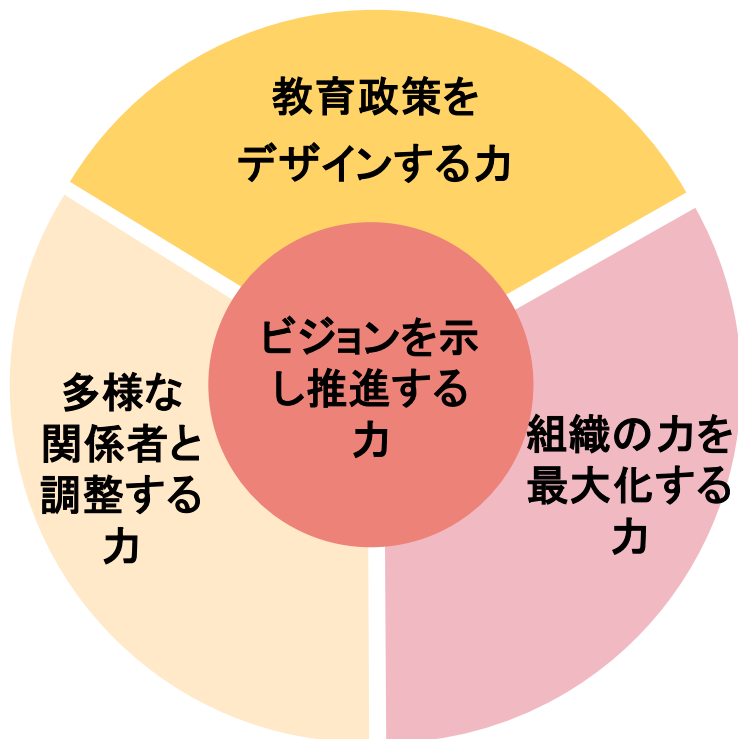 教育政策を
デザインする力
ビジョンを示
し推進する
力
多様な
関係者と
調整する
力
組織の力を
最大化する
力